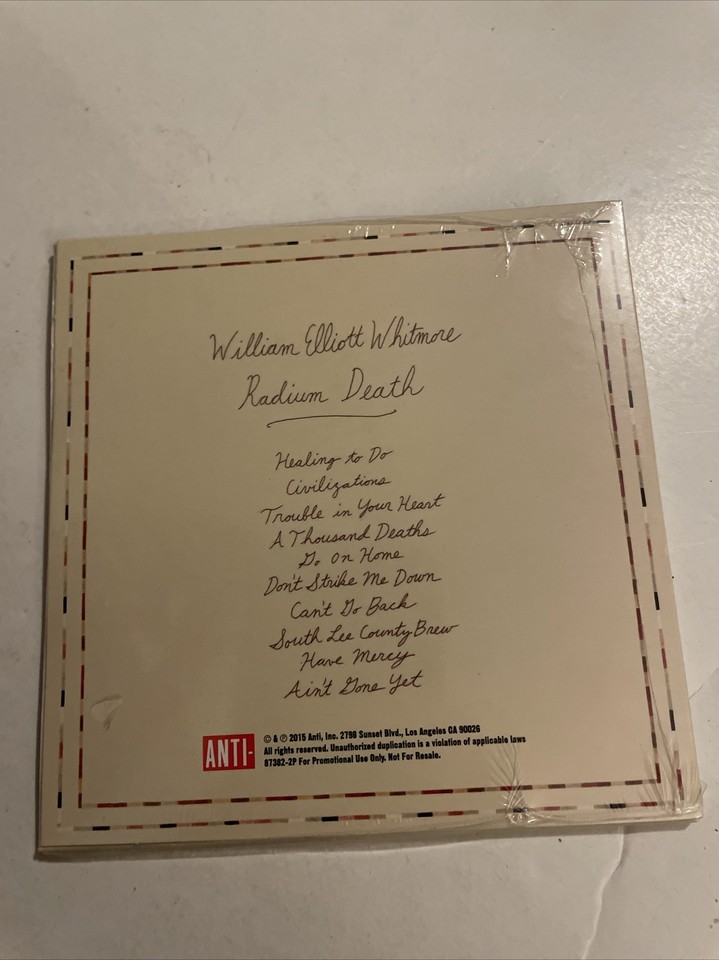 William Elliott Whitmore
Radium Death
Healing to Do
Civilizations
Trouble in Your Heart
A Thousand Deaths
Go On Home
Don't Strike Me Down
Can't Go Back
South Lee County Brew
Have Mercy
Ain't Gone Yet
ANTI-
© & ℗ 2015 Anti, Inc. 2798 Sunset Blvd., Los Angeles CA 90026
All rights reserved. Unauthorized duplication is a violation of applicable laws
87382-2P For Promotional Use Only. Not For Resale.